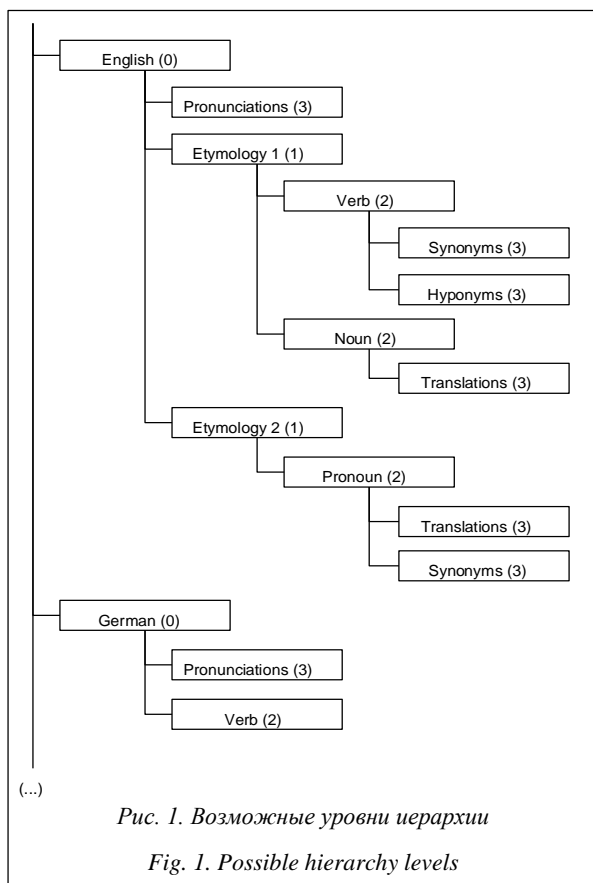 English (0)
Pronunciations (3)
Etymology 1 (1)
Verb (2)
Synonyms (3)
Hyponyms (3)
Noun (2)
Translations (3)
Etymology 2 (1)
Pronoun (2)
Translations (3)
Synonyms (3)
German (0)
Pronunciations (3)
Verb (2)
(...)
Рис. 1. Возможные уровни иерархии
Fig. 1. Possible hierarchy levels